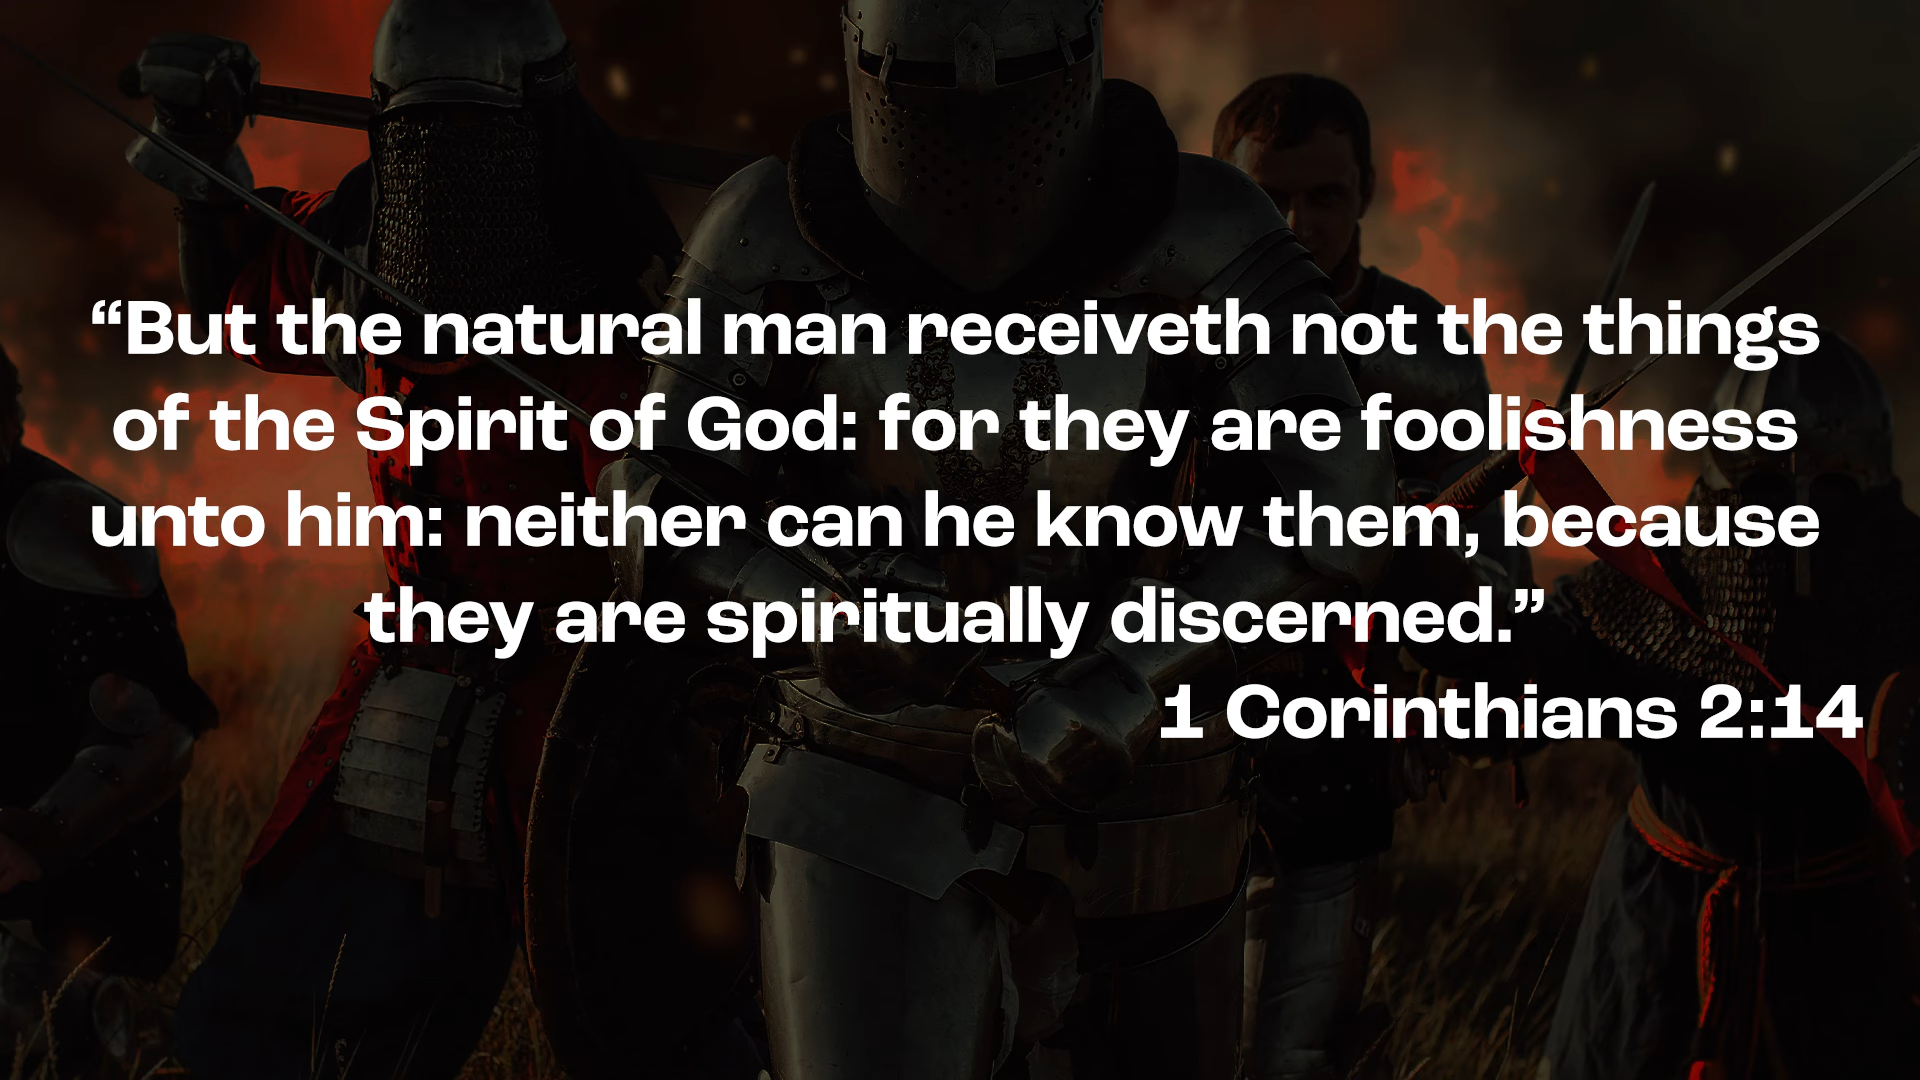 “But the natural man receiveth not the things
of the Spirit of God: for they are foolishness
unto him: neither can he know them, because
they are spiritually discerned.”
1 Corinthians 2:14